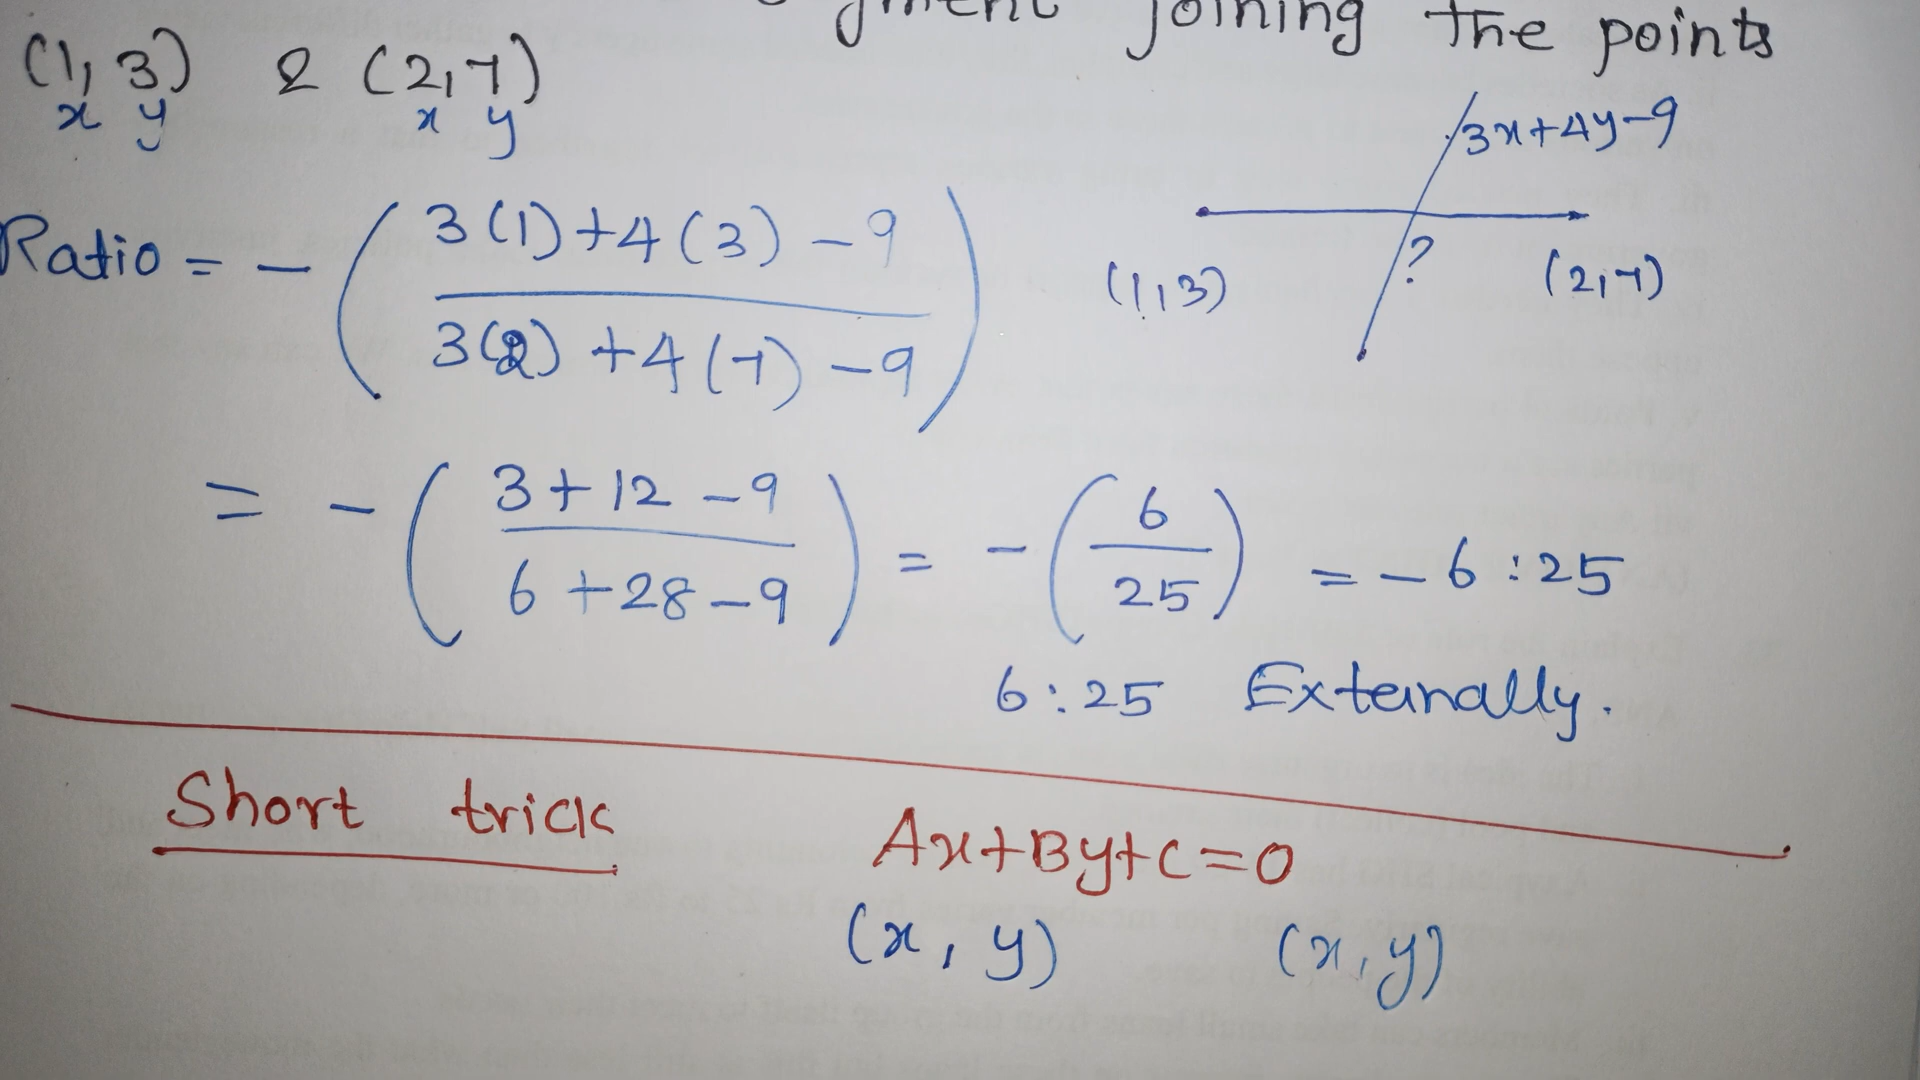 joining the points
(1, 3) & (2, 7)
x y x y
3x+4y-9
Ratio = - ( 3(1)+4(3)-9 / 3(2)+4(7)-9 )
(1,3) ? (2,7)
= - ( 3+12-9 / 6+28-9 ) = - ( 6 / 25 ) = -6:25
6:25 Externally.
Short trick Ax+By+C=0
(x, y) (x, y)